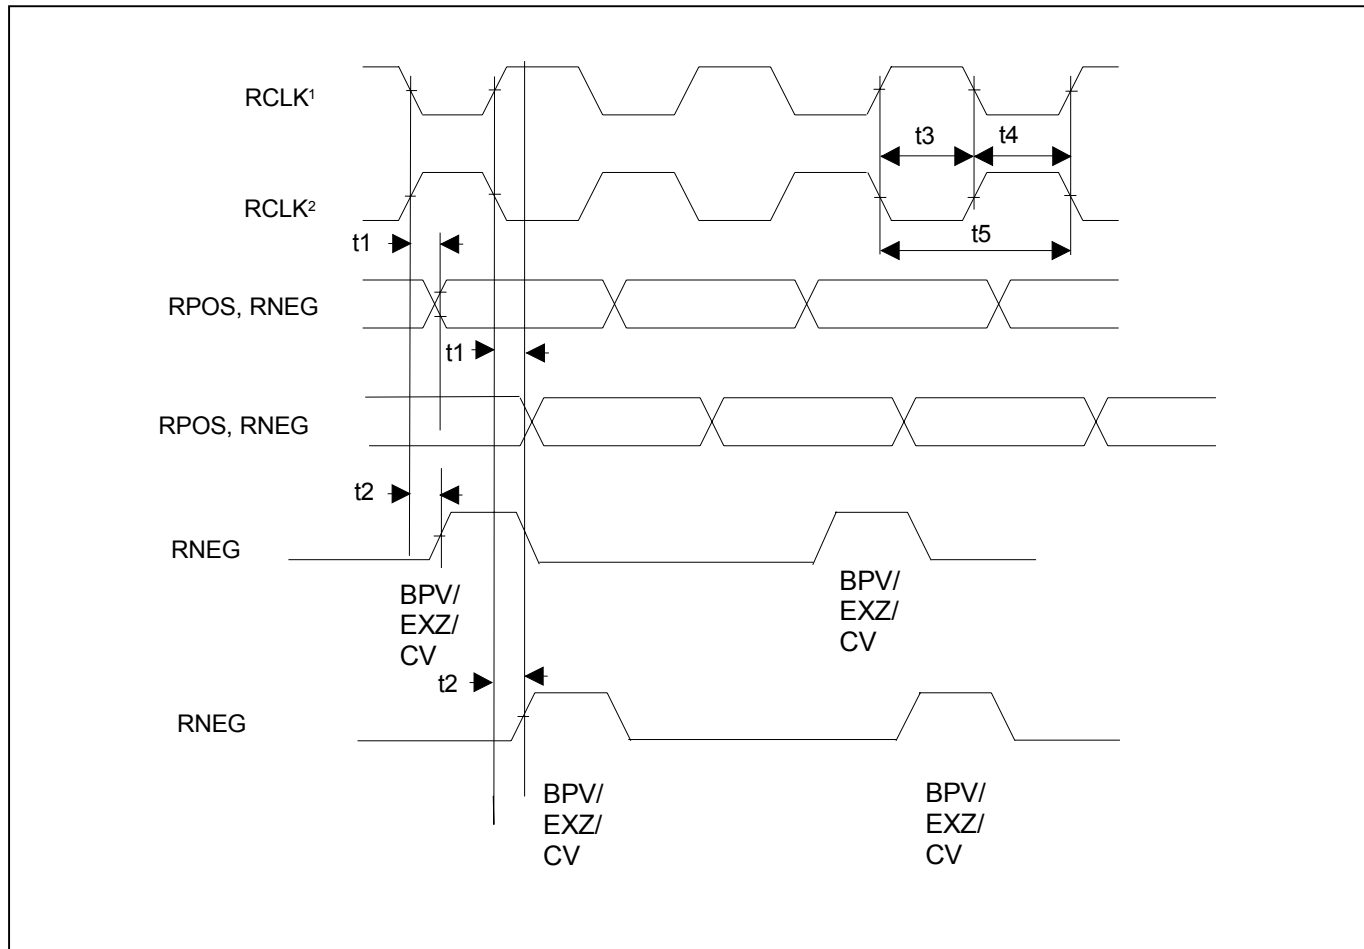 RCLK¹
t3
t4
RCLK²
t5
t1
RPOS, RNEG
t1
RPOS, RNEG
t2
RNEG
BPV/
EXZ/
CV
BPV/
EXZ/
CV
t2
RNEG
BPV/
EXZ/
CV
BPV/
EXZ/
CV